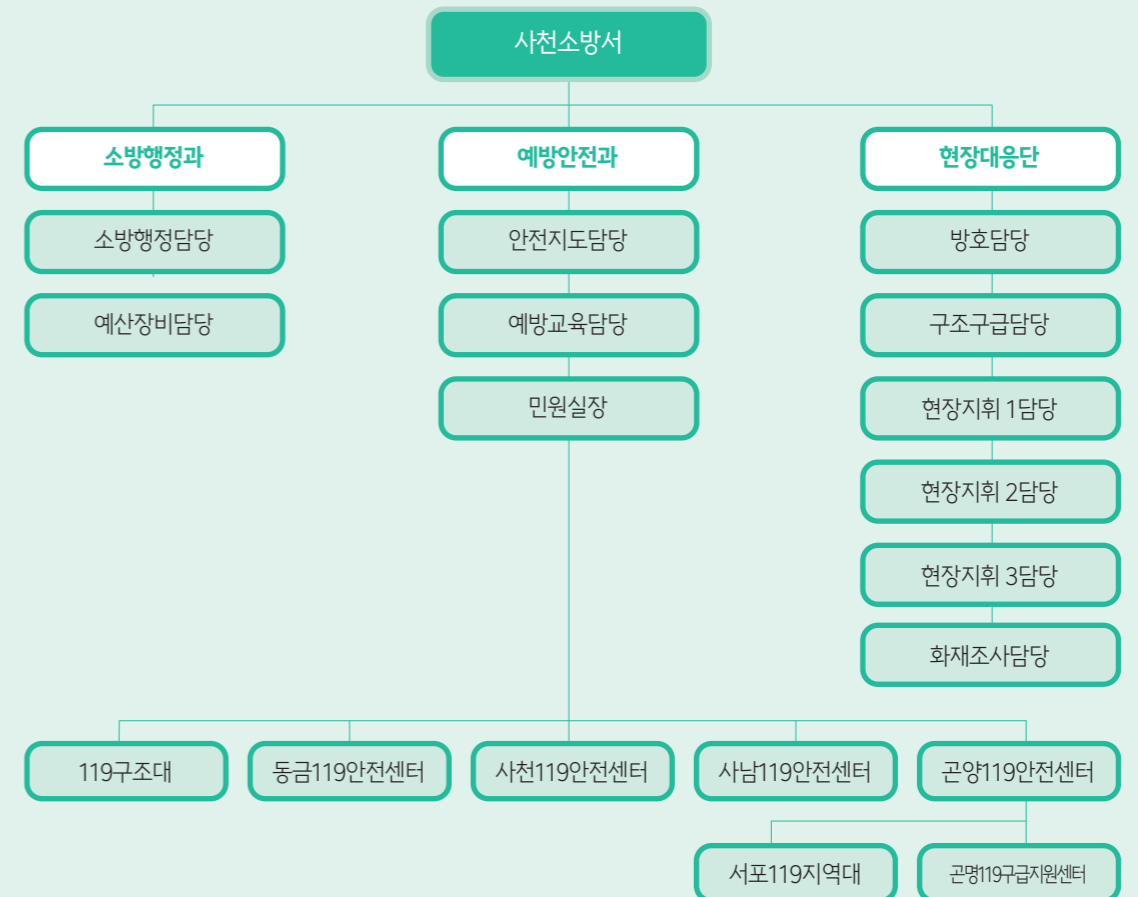 사천소방서
소방행정과
예방안전과
현장대응단
소방행정담당
안전지도담당
방호담당
예산장비담당
예방교육담당
구조구급담당
민원실장
현장지휘 1담당
현장지휘 2담당
현장지휘 3담당
화재조사담당
119구조대
동금119안전센터
사천119안전센터
사남119안전센터
곤양119안전센터
서포119지역대
곤명119구급지원센터